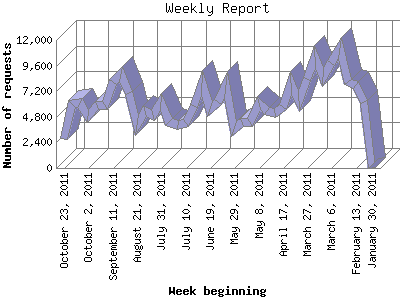 Weekly Report
Number of requests
12,000
9,600
7,200
4,800
2,400
0
October 23, 2011
October 2, 2011
September 11, 2011
August 21, 2011
July 31, 2011
July 10, 2011
June 19, 2011
May 29, 2011
May 8, 2011
April 17, 2011
March 27, 2011
March 6, 2011
February 13, 2011
January 30, 2011
Week beginning